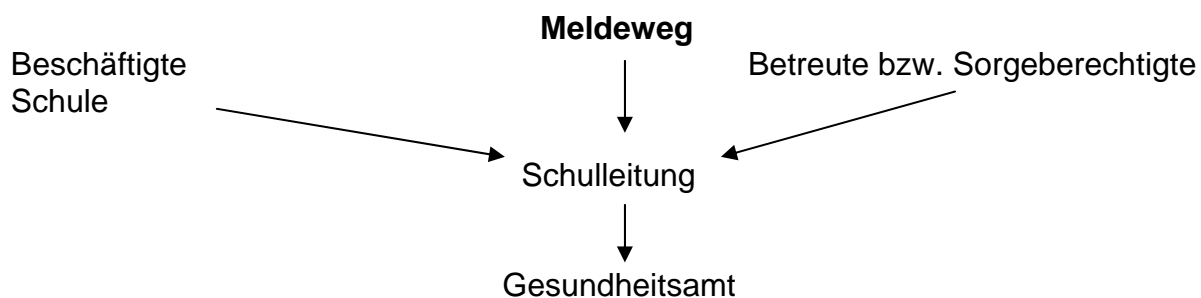 Meldeweg
Beschäftigte
Schule
Betreute bzw. Sorgeberechtigte
Schulleitung
Gesundheitsamt